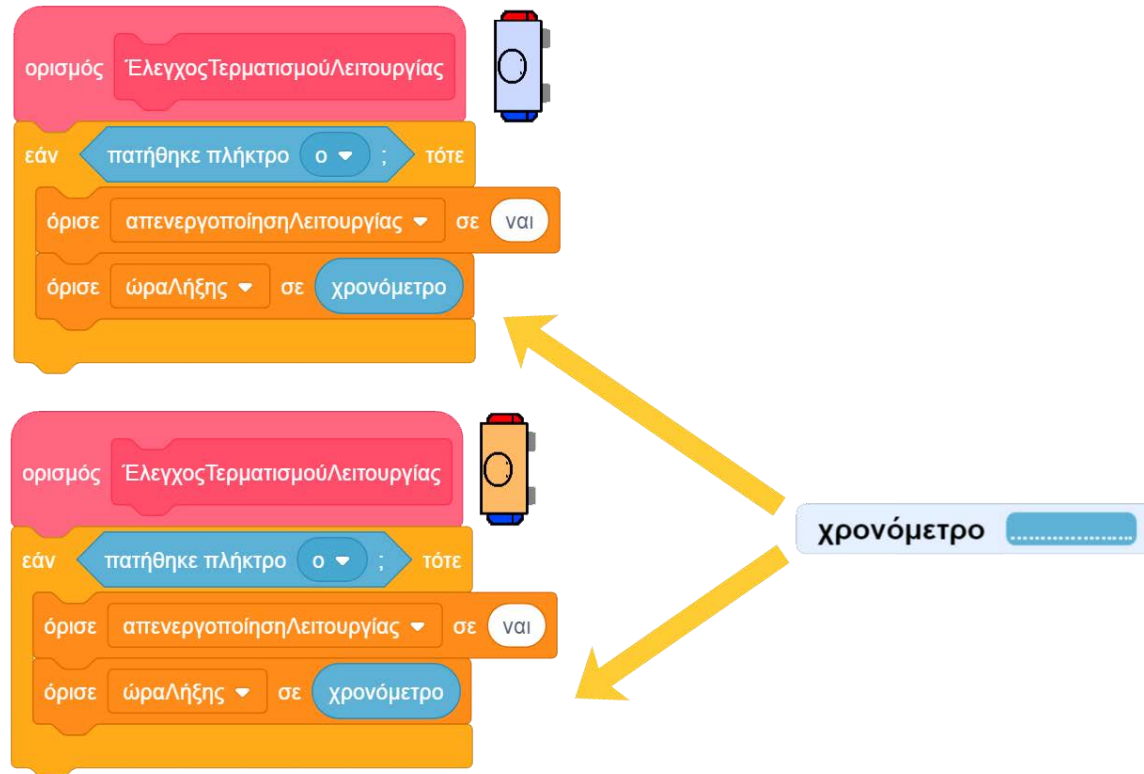 ορισμός ΈλεγχοςΤερματισμούΛειτουργίας
εάν πατήθηκε πλήκτρο ο ; τότε
όρισε απενεργοποίησηΛειτουργίας σε ναι
όρισε ώραΛήξης σε χρονόμετρο
ορισμός ΈλεγχοςΤερματισμούΛειτουργίας
εάν πατήθηκε πλήκτρο ο ; τότε
όρισε απενεργοποίησηΛειτουργίας σε ναι
όρισε ώραΛήξης σε χρονόμετρο
χρονόμετρο ...................